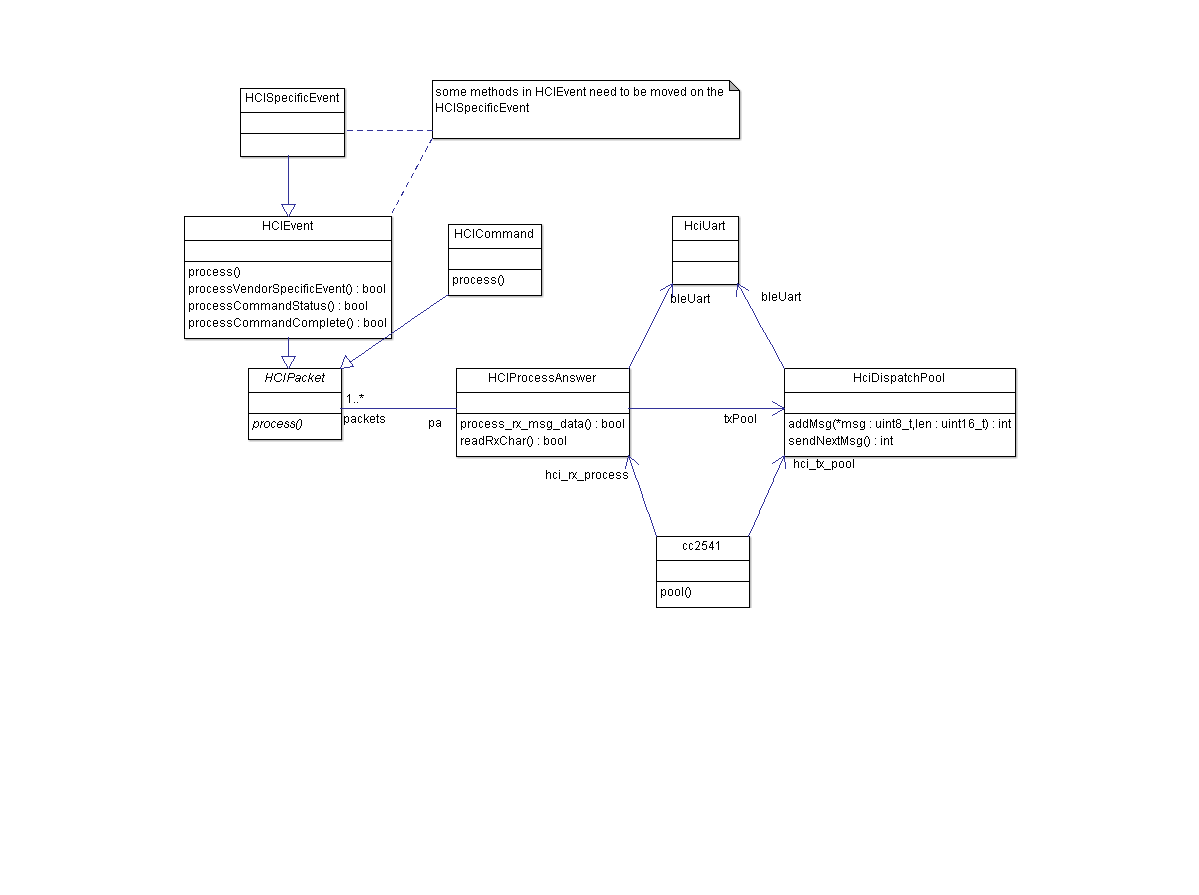 HCISpecificEvent
some methods in HCIEvent need to be moved on the
HCISpecificEvent
HCIEvent
process()
processVendorSpecificEvent() : bool
processCommandStatus() : bool
processCommandComplete() : bool
HCICommand
process()
HciUart
bleUart
bleUart
HCIPacket
process()
1..*
packets
pa
HCIProcessAnswer
process_rx_msg_data() : bool
readRxChar() : bool
txPool
HciDispatchPool
addMsg(*msg : uint8_t,len : uint16_t) : int
sendNextMsg() : int
hci_rx_process
hci_tx_pool
cc2541
pool()